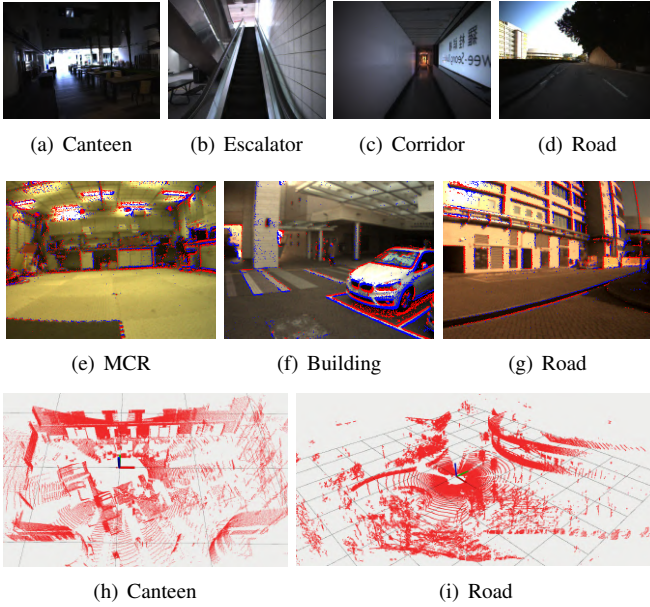 (a) Canteen
(b) Escalator
(c) Corridor
(d) Road
(e) MCR
(f) Building
(g) Road
(h) Canteen
(i) Road